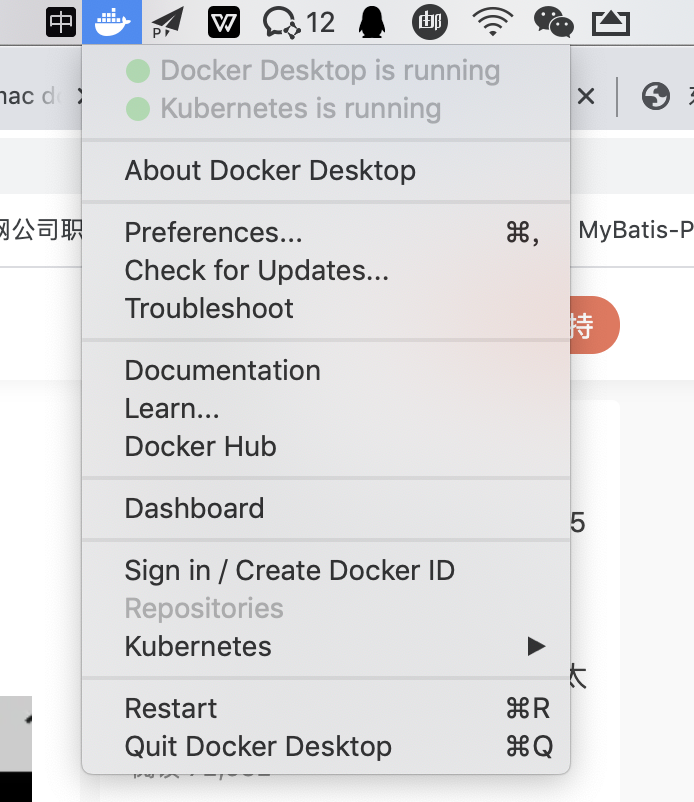 中 P W 12 邮
mac d
Docker Desktop is running
Kubernetes is running
About Docker Desktop
网公司职
Preferences... ⌘,
MyBatis-P
Check for Updates...
Troubleshoot
持
Documentation
Learn...
Docker Hub
Dashboard
5
Sign in / Create Docker ID
Repositories
Kubernetes ▶
太
Restart ⌘R
Quit Docker Desktop ⌘Q